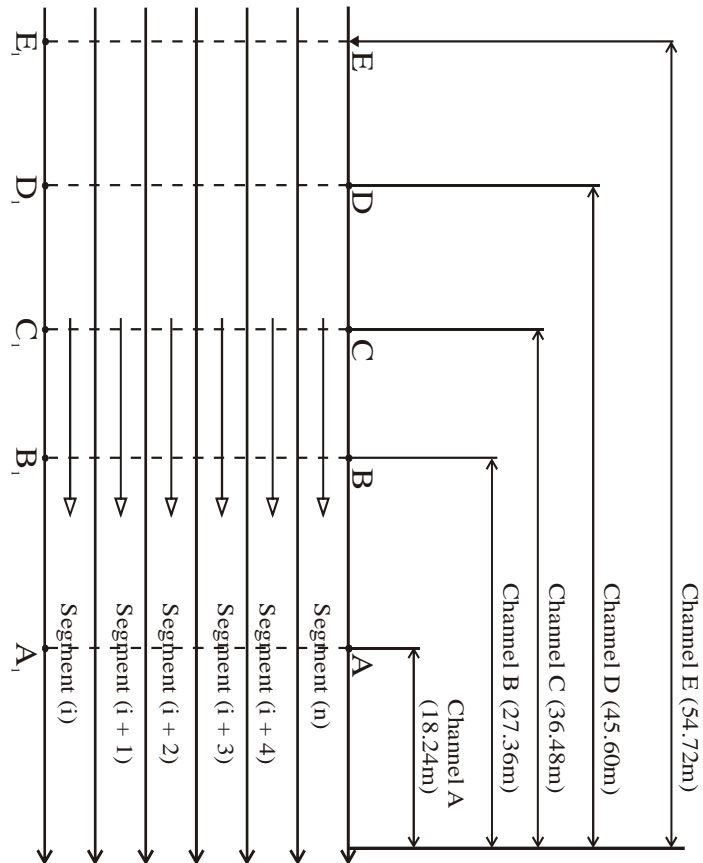 Channel E (54.72m)
Channel D (45.60m)
Channel C (36.48m)
Channel B (27.36m)
Channel A
(18.24m)
E
D
C
B
A
Segment (n)
Segment (i + 4)
Segment (i + 3)
Segment (i + 2)
Segment (i + 1)
Segment (i)
E₁
D₁
C₁
B₁
A₁